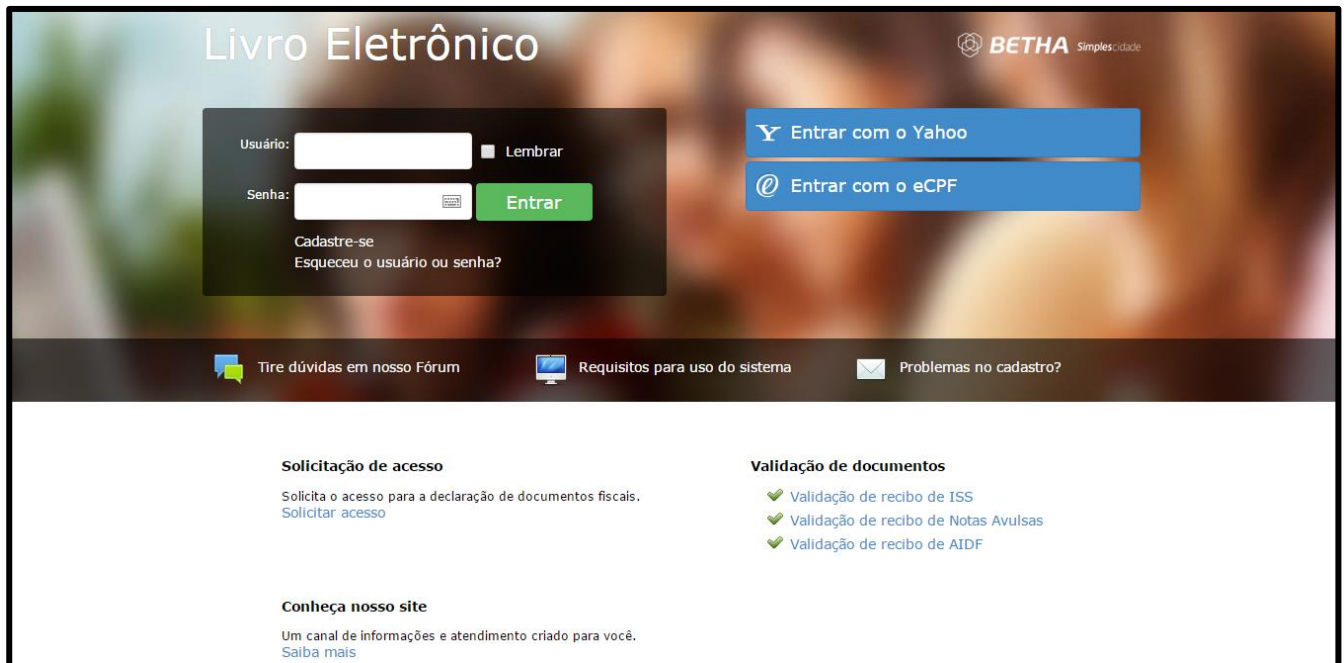 Livro Eletrônico
BETHA Simplescidade
Usuário:
Lembrar
Senha:
Entrar
Cadastre-se
Esqueceu o usuário ou senha?
Entrar com o Yahoo
Entrar com o eCPF
Tire dúvidas em nosso Fórum
Requisitos para uso do sistema
Problemas no cadastro?
Solicitação de acesso
Solicita o acesso para a declaração de documentos fiscais.
Solicitar acesso
Validação de documentos
Validação de recibo de ISS
Validação de recibo de Notas Avulsas
Validação de recibo de AIDF
Conheça nosso site
Um canal de informações e atendimento criado para você.
Saiba mais